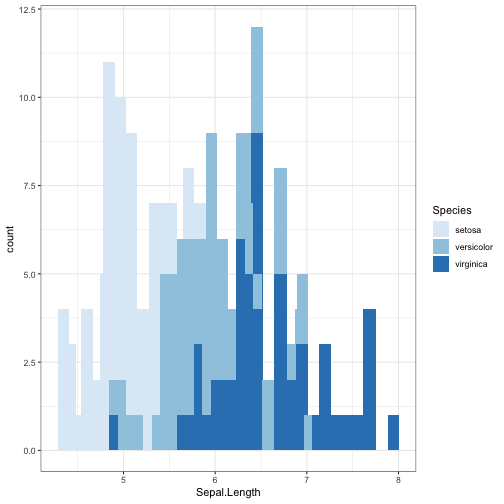 12.5
10.0
7.5
5.0
2.5
0.0
count
5 6 7 8
Sepal.Length
Species
setosa
versicolor
virginica